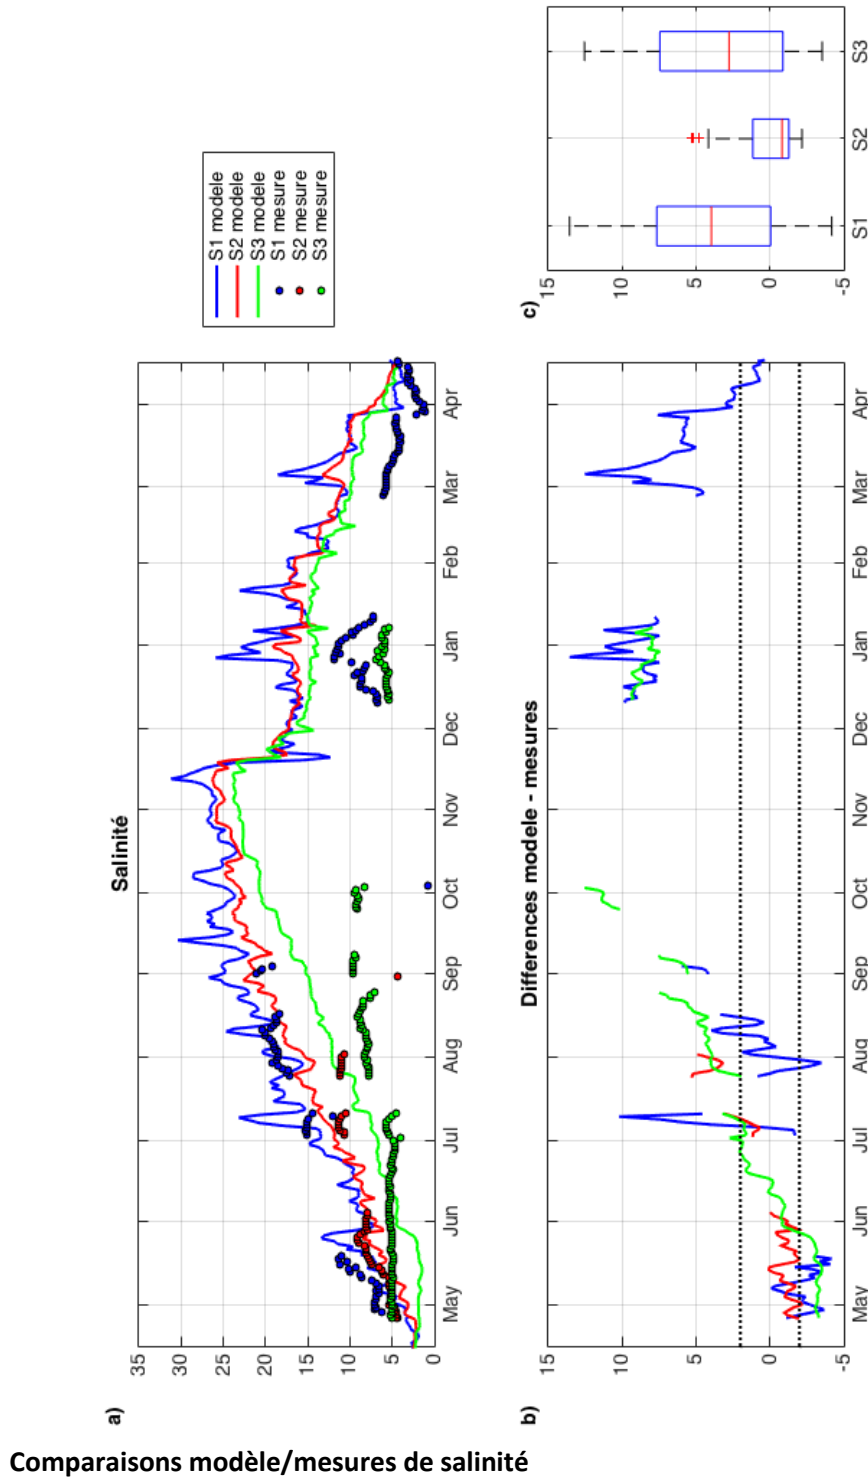 Comparaisons modèle/mesures de salinité
a)
Salinité
35
30
25
20
15
10
5
0
May
Jun
Jul
Aug
Sep
Oct
Nov
Dec
Jan
Feb
Mar
Apr
S1 modele
S2 modele
S3 modele
S1 mesure
S2 mesure
S3 mesure
b)
Differences modele - mesures
15
10
5
0
-5
May
Jun
Jul
Aug
Sep
Oct
Nov
Dec
Jan
Feb
Mar
Apr
c)
15
10
5
0
-5
S1
S2
S3